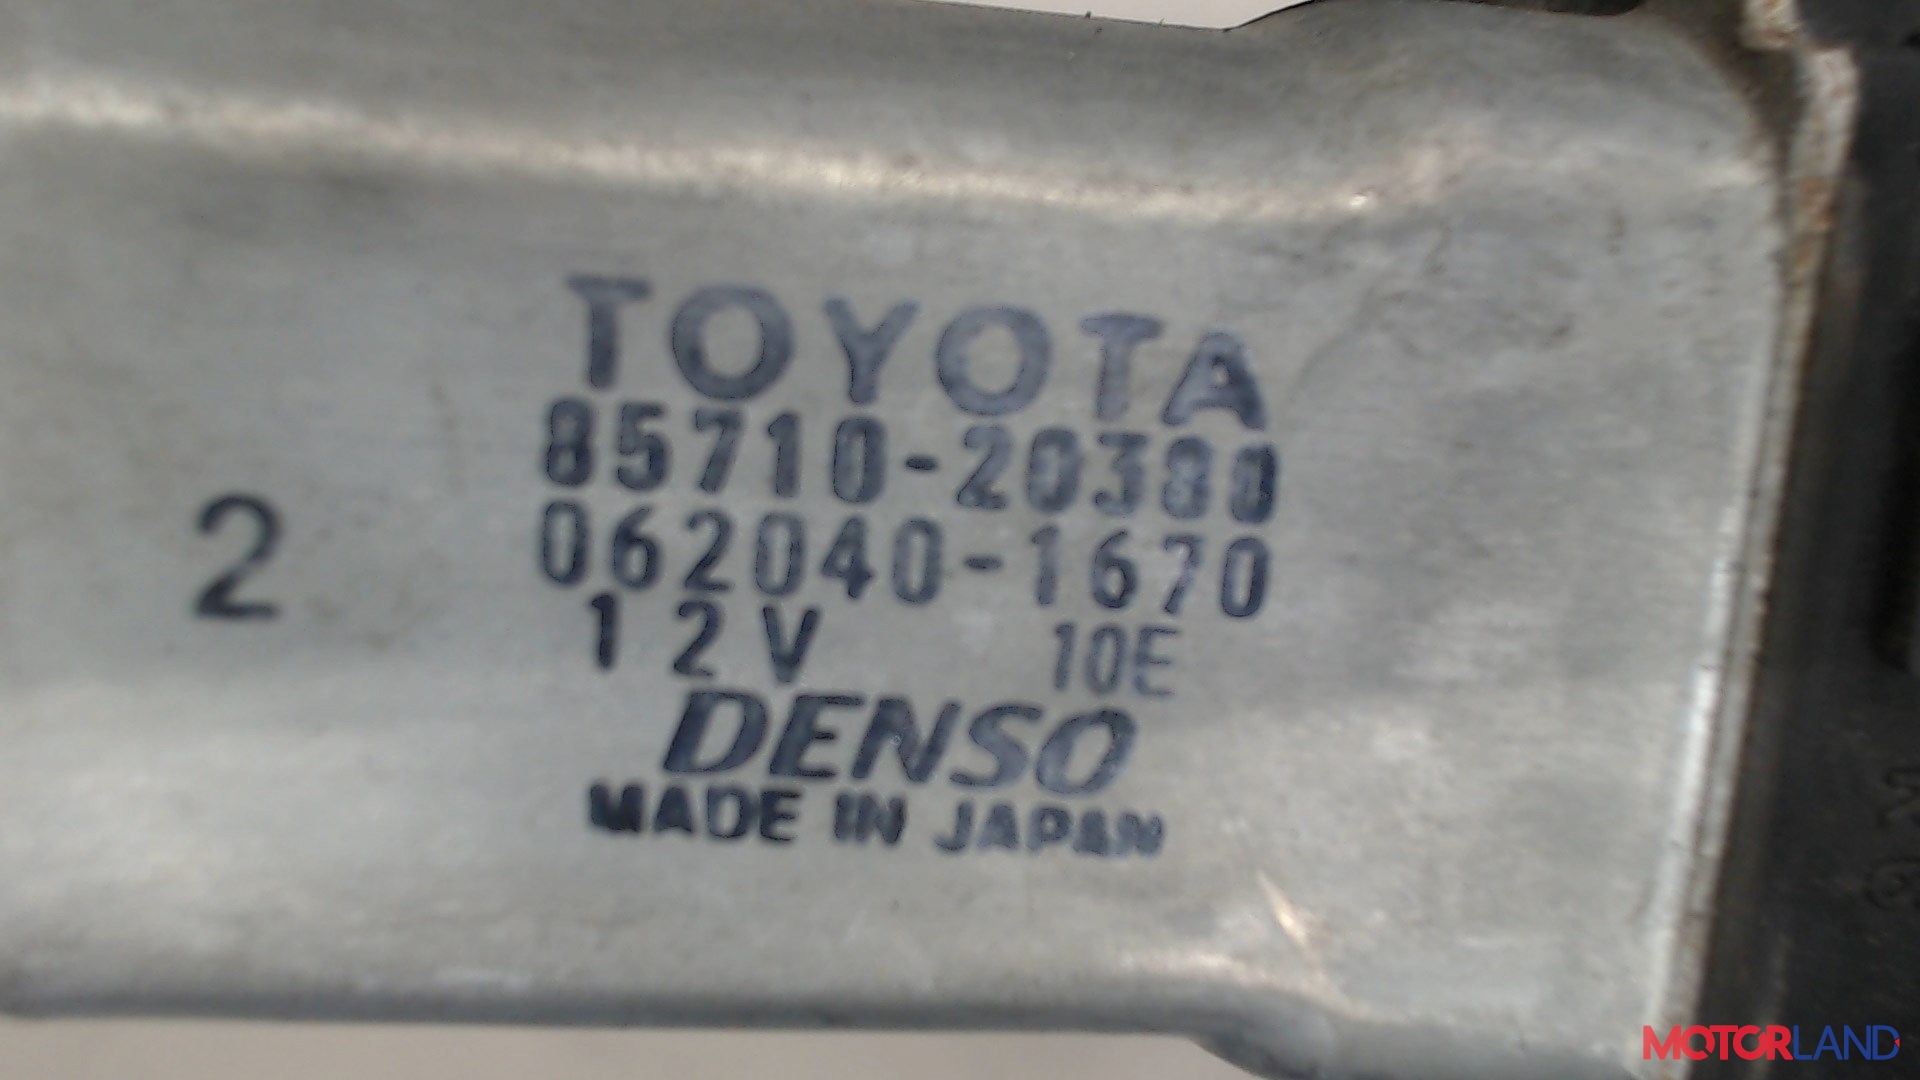 TOYOTA
85710-20380
062040-1670
2
12V 10E
DENSO
MADE IN JAPAN
MOTORLAND